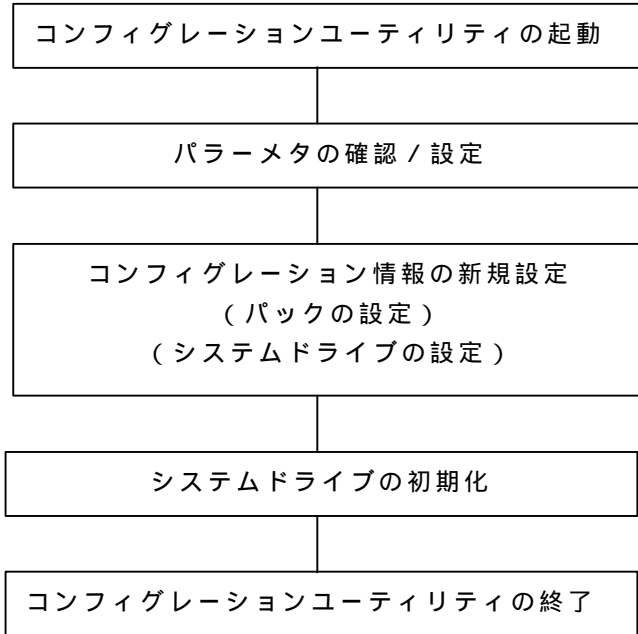 コンフィグレーションユーティリティの起動
パラーメタの確認／設定
コンフィグレーション情報の新規設定
（パックの設定）
（システムドライブの設定）
システムドライブの初期化
コンフィグレーションユーティリティの終了